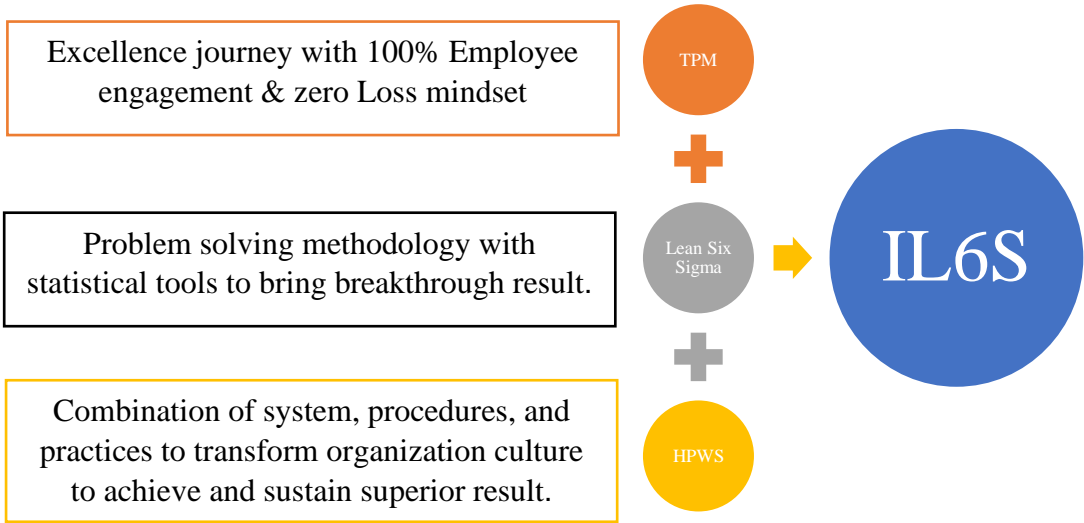 Excellence journey with 100% Employee
engagement & zero Loss mindset
TPM
Problem solving methodology with
statistical tools to bring breakthrough result.
Lean Six
Sigma
IL6S
Combination of system, procedures, and
practices to transform organization culture
to achieve and sustain superior result.
HPWS